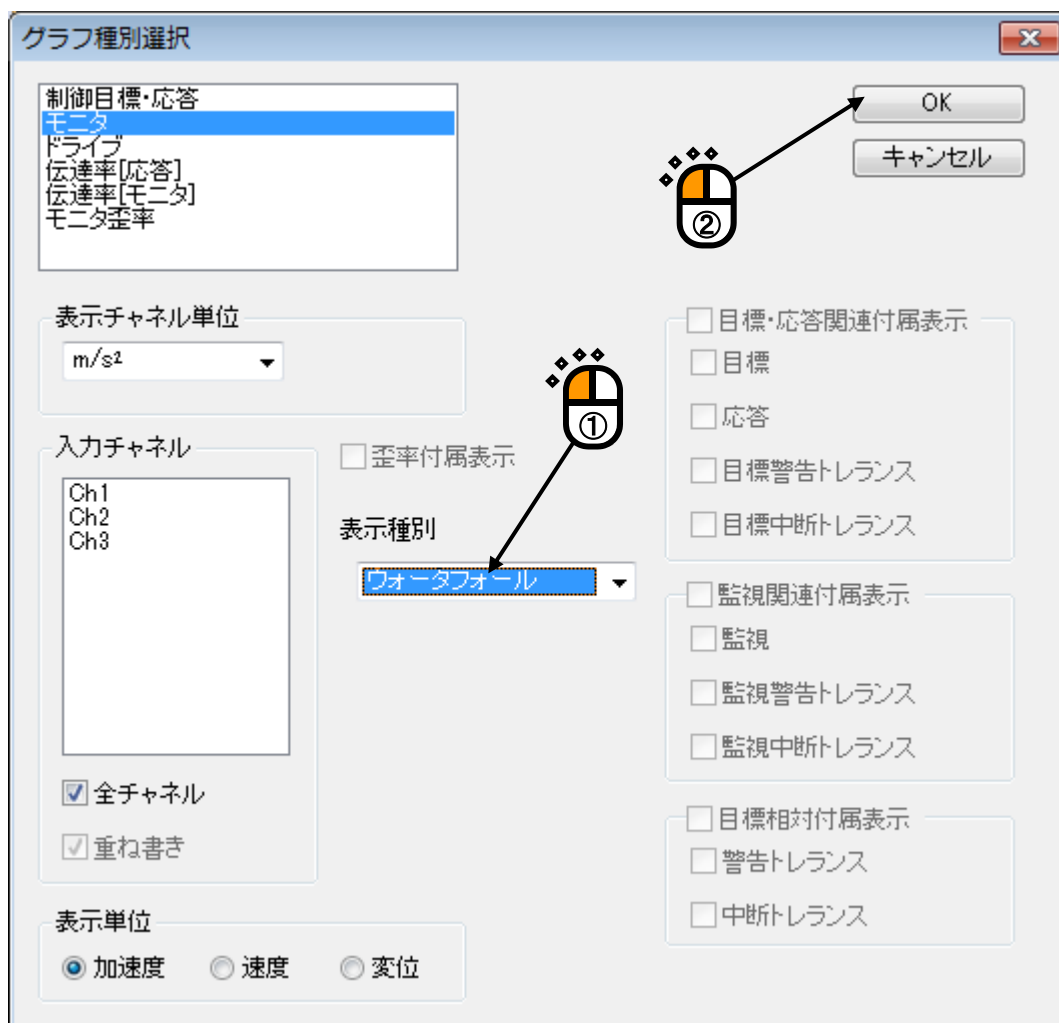 グラフ種別選択
制御目標・応答
モニタ
ドライブ
伝達率[応答]
伝達率[モニタ]
モニタ歪率
OK
キャンセル
②
表示チャネル単位
m/s²
①
入力チャネル
Ch1
Ch2
Ch3
全チャネル
重ね書き
歪率付属表示
表示種別
ウォータフォール
目標・応答関連付属表示
目標
応答
目標警告トレランス
目標中断トレランス
監視関連付属表示
監視
監視警告トレランス
監視中断トレランス
目標相対付属表示
警告トレランス
中断トレランス
表示単位
加速度 速度 変位